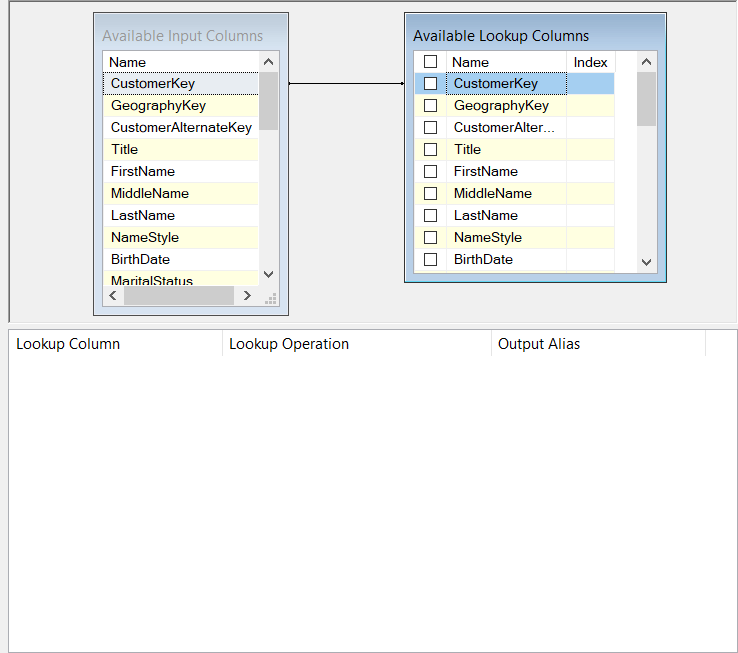 Available Input Columns
Name
CustomerKey
GeographyKey
CustomerAlternateKey
Title
FirstName
MiddleName
LastName
NameStyle
BirthDate
MaritalStatus
Available Lookup Columns
Name Index
CustomerKey
GeographyKey
CustomerAlter...
Title
FirstName
MiddleName
LastName
NameStyle
BirthDate
Lookup Column Lookup Operation Output Alias